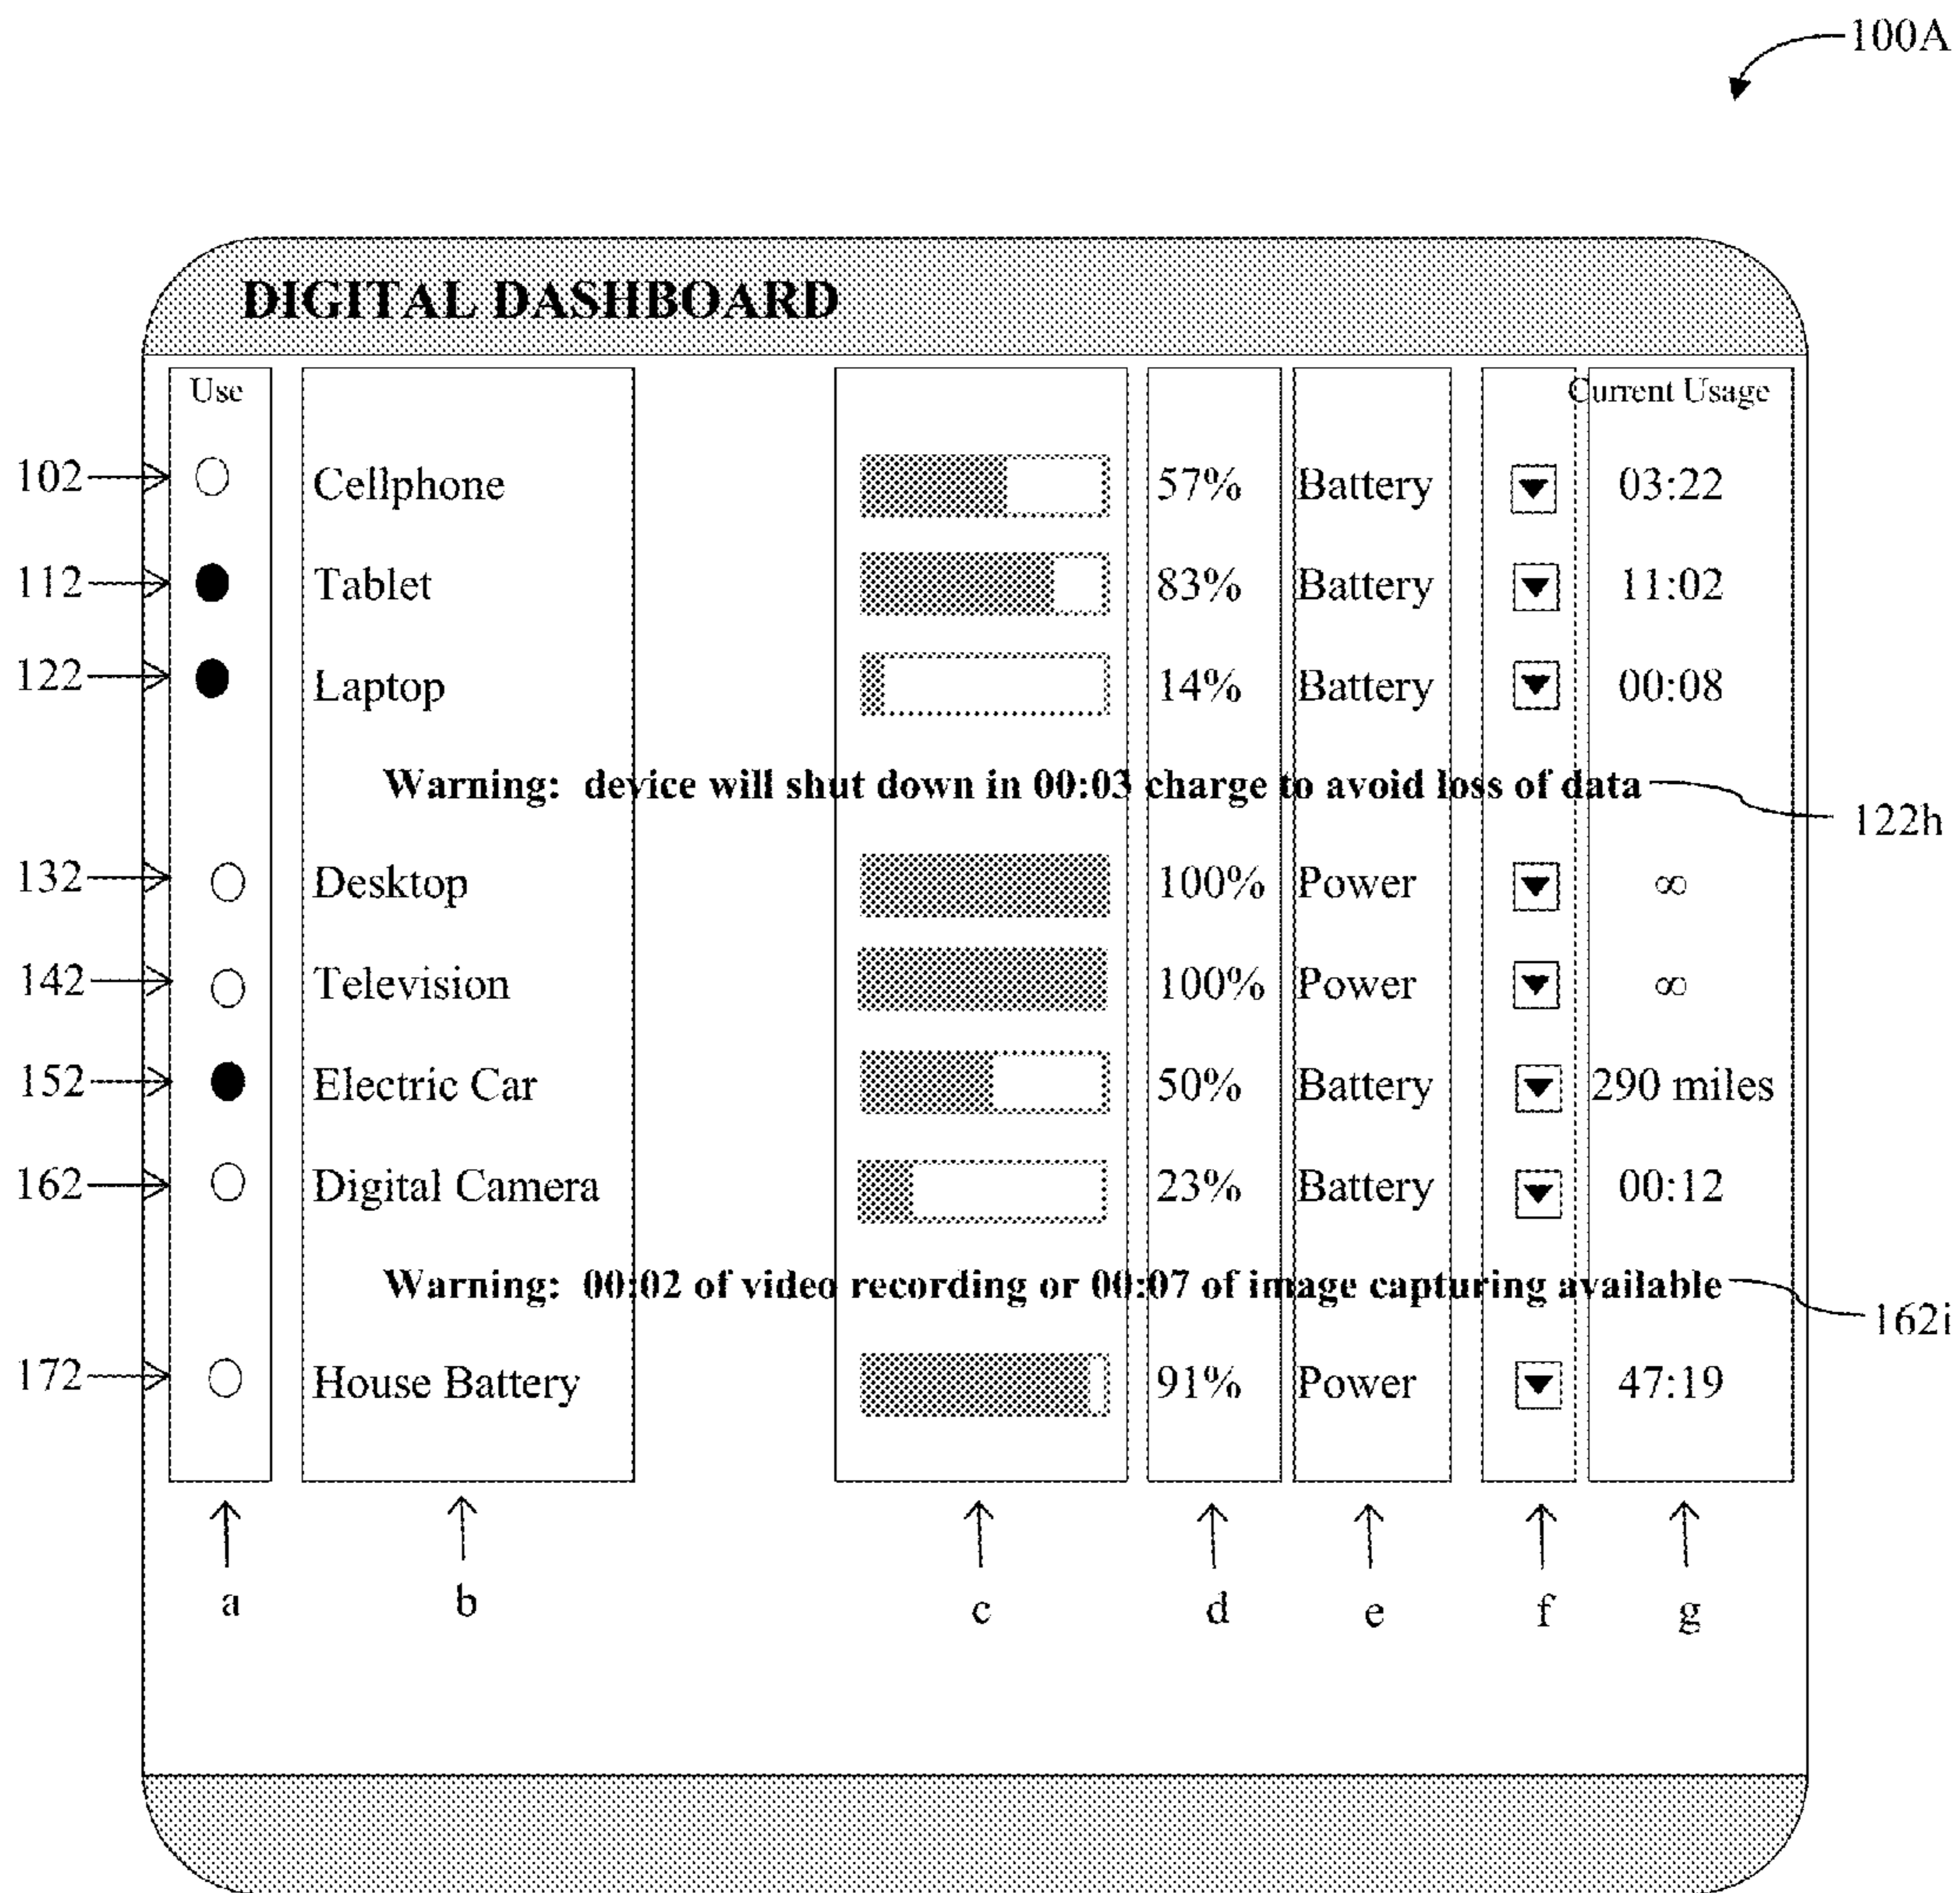 100A
DIGITAL DASHBOARD
Use Current Usage
102 Cellphone 57% Battery 03:22
112 Tablet 83% Battery 11:02
122 Laptop 14% Battery 00:08
Warning: device will shut down in 00:03 charge to avoid loss of data
122h
132 Desktop 100% Power ∞
142 Television 100% Power ∞
152 Electric Car 50% Battery 290 miles
162 Digital Camera 23% Battery 00:12
Warning: 00:02 of video recording or 00:07 of image capturing available
162i
172 House Battery 91% Power 47:19
a b c d e f g